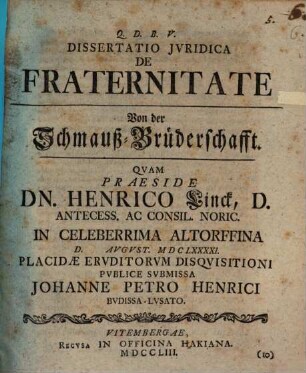 5.
6.
Q. D. B. V.
DISSERTATIO JVRIDICA
DE
FRATERNITATE
Von der
Schmauß-Brüderschafft.
QVAM
PRAESIDE
DN. HENRICO Linck, D.
ANTECESS. AC CONSIL. NORIC.
IN CELEBERRIMA ALTORFFINA
D. AVGVST. MDCLXXXXI.
PLACIDÆ ERVDITORVM DISQVISITIONI
PVBLICE SVBMISSA
JOHANNE PETRO HENRICI
BVDISSA-LVSATO.
VITEMBERGAE,
RECVSA IN OFFICINA HAKIANA.
MDCCLIII.
(10)